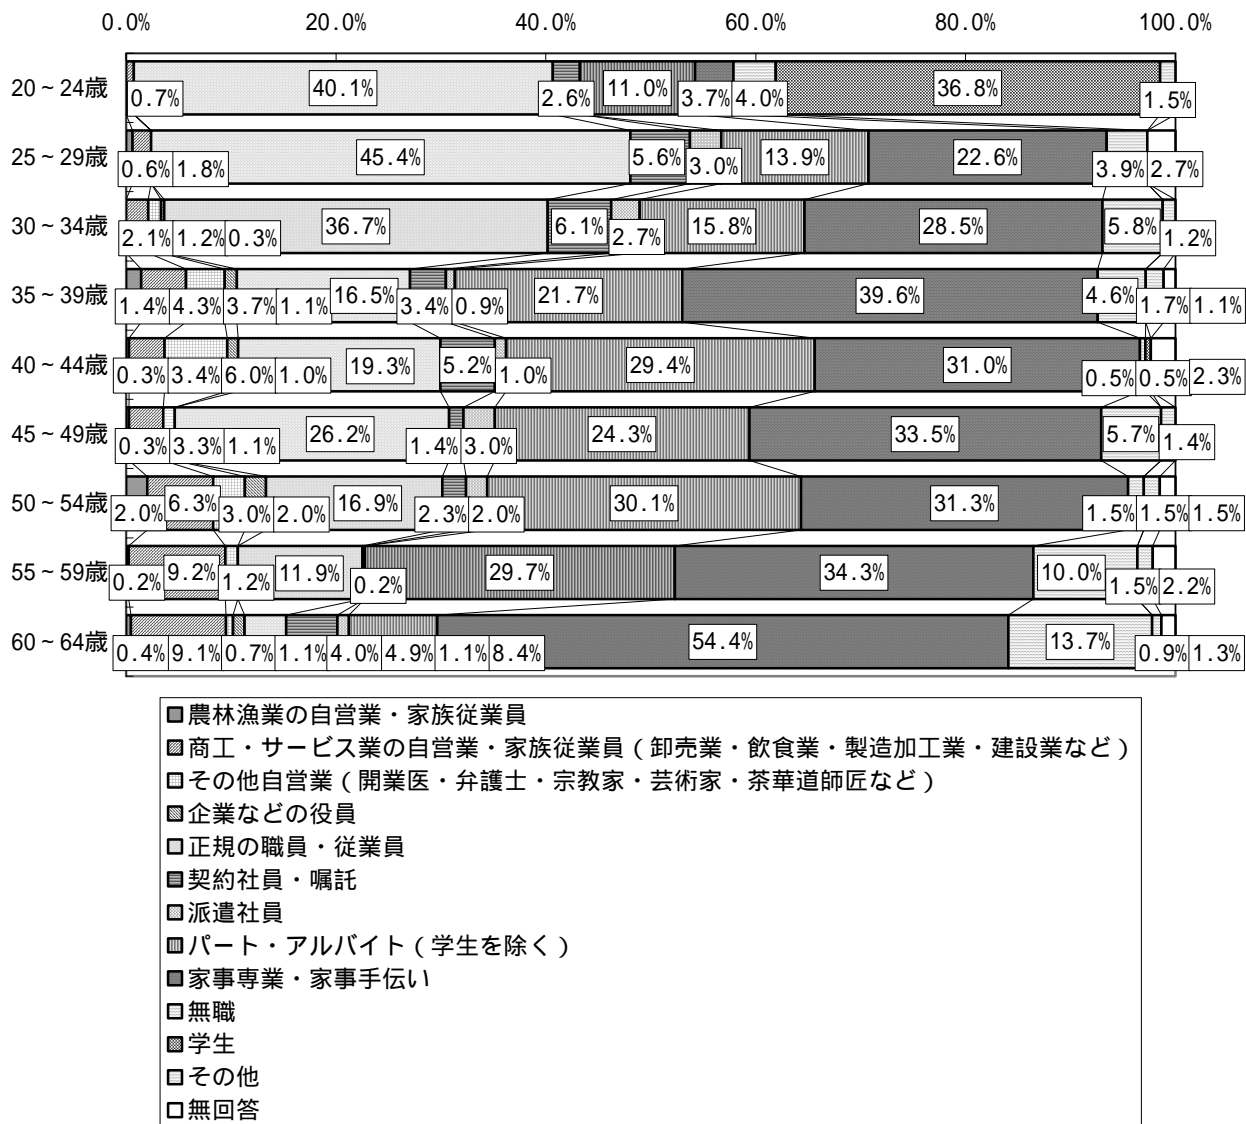 0.0% 20.0% 40.0% 60.0% 80.0% 100.0%
20～24歳 0.7% 40.1% 2.6% 11.0% 3.7% 4.0% 36.8% 1.5%
25～29歳 0.6% 1.8% 45.4% 5.6% 3.0% 13.9% 22.6% 3.9% 2.7%
30～34歳 2.1% 1.2% 0.3% 36.7% 6.1% 2.7% 15.8% 28.5% 5.8% 1.2%
35～39歳 1.4% 4.3% 3.7% 1.1% 16.5% 3.4% 0.9% 21.7% 39.6% 4.6% 1.7% 1.1%
40～44歳 0.3% 3.4% 6.0% 1.0% 19.3% 5.2% 1.0% 29.4% 31.0% 0.5% 0.5% 2.3%
45～49歳 0.3% 3.3% 1.1% 26.2% 1.4% 3.0% 24.3% 33.5% 5.7% 1.4%
50～54歳 2.0% 6.3% 3.0% 2.0% 16.9% 2.3% 2.0% 30.1% 31.3% 1.5% 1.5% 1.5%
55～59歳 0.2% 9.2% 1.2% 11.9% 0.2% 29.7% 34.3% 10.0% 1.5% 2.2%
60～64歳 0.4% 9.1% 0.7% 1.1% 4.0% 4.9% 1.1% 8.4% 54.4% 13.7% 0.9% 1.3%
農林漁業の自営業・家族従業員
商工・サービス業の自営業・家族従業員（卸売業・飲食業・製造加工業・建設業など）
その他自営業（開業医・弁護士・宗教家・芸術家・茶華道師匠など）
企業などの役員
正規の職員・従業員
契約社員・嘱託
派遣社員
パート・アルバイト（学生を除く）
家事専業・家事手伝い
無職
学生
その他
無回答